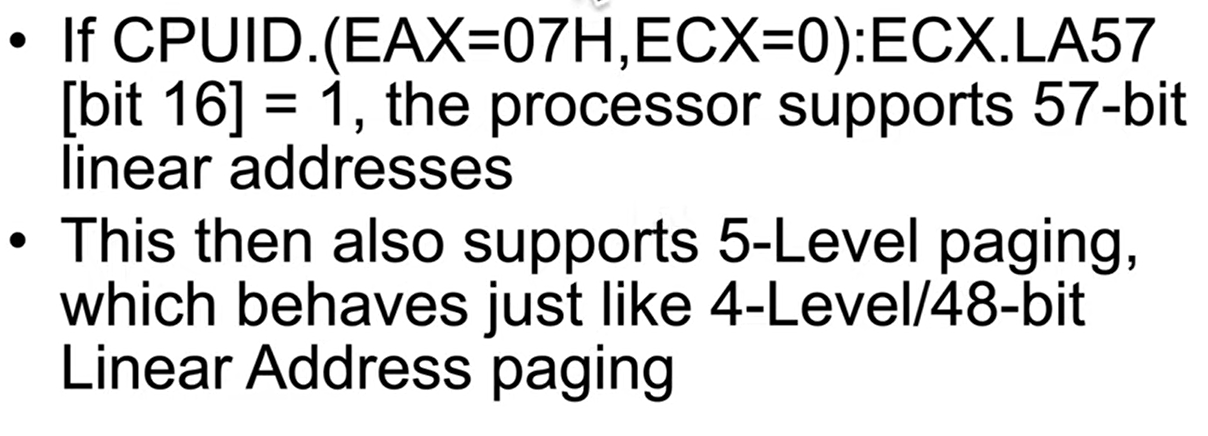 • If CPUID.(EAX=07H,ECX=0):ECX.LA57
[bit 16] = 1, the processor supports 57-bit
linear addresses
• This then also supports 5-Level paging,
which behaves just like 4-Level/48-bit
Linear Address paging